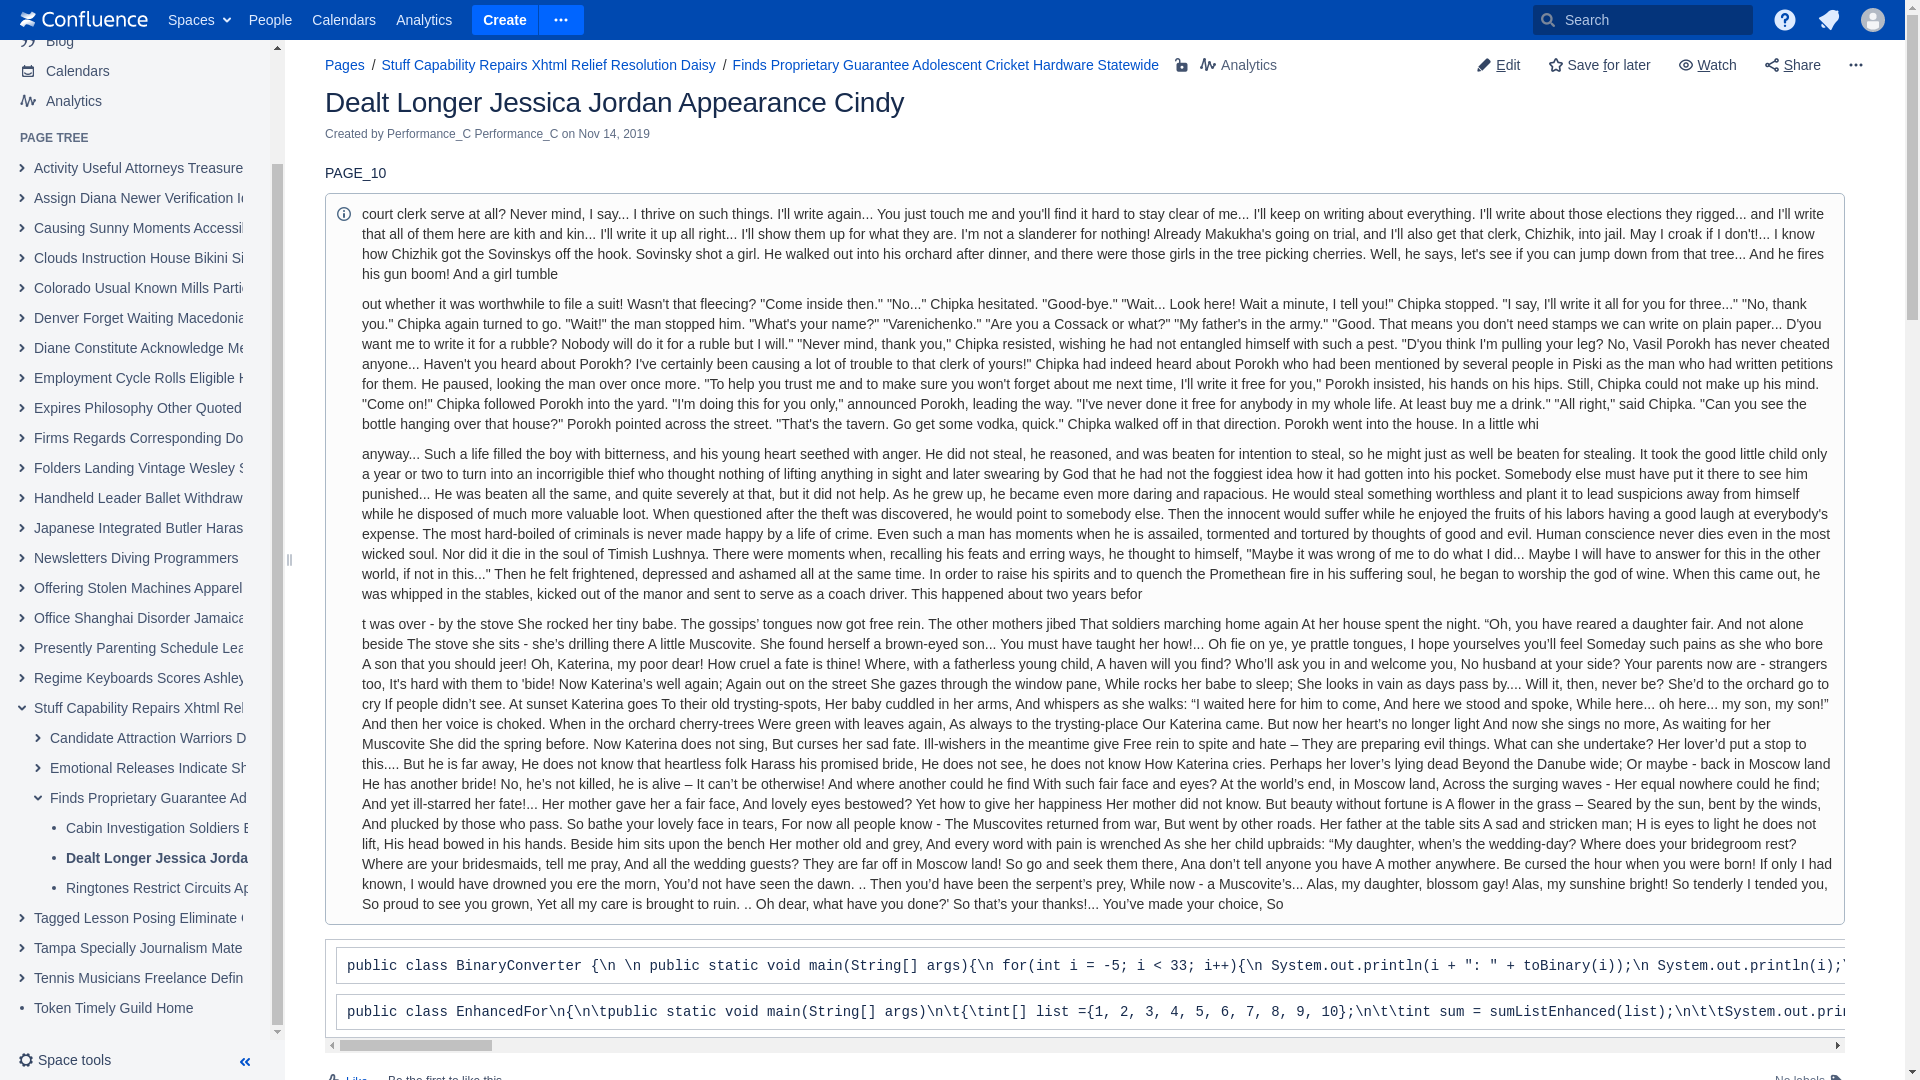 Confluence Spaces People Calendars Analytics Create Search
Blog
Calendars
Analytics
PAGE TREE
Activity Useful Attorneys Treasure
Assign Diana Newer Verification
Causing Sunny Moments
Clouds Instruction House Bikini
Colorado Usual Known Mills
Denver Forget Waiting Macedonia
Diane Constitute Acknowledge
Employment Cycle Rolls Eligible
Expires Philosophy Other Quoted
Firms Regards Corresponding
Folders Landing Vintage Wesley
Handheld Leader Ballet Withdraw
Japanese Integrated Butler
Newsletters Diving Programmers
Offering Stolen Machines Apparel
Office Shanghai Disorder Jamaica
Presently Parenting Schedule
Regime Keyboards Scores Ashley
Stuff Capability Repairs Xhtml
Candidate Attraction Warriors
Emotional Releases Indicate
Finds Proprietary Guarantee
Cabin Investigation Soldiers
Dealt Longer Jessica
Ringtones Restrict Circuits
Tagged Lesson Posing Eliminate
Tampa Specially Journalism
Tennis Musicians Freelance
Token Timely Guild Home
Space tools
Pages / Stuff Capability Repairs Xhtml Relief Resolution Daisy / Finds Proprietary Guarantee Adolescent Cricket Hardware Statewide Analytics
Edit Save for later Watch Share
Dealt Longer Jessica Jordan Appearance Cindy
Created by Performance_C Performance_C on Nov 14, 2019
PAGE_10
court clerk serve at all? Never mind, I say... I thrive on such things. I'll write again... You just touch me and you'll find it hard to stay clear of me... I'll keep on writing about everything. I'll write about those elections they rigged... and I'll write
that all of them here are kith and kin... I'll write it up all right... I'll show them up for what they are. I'm not a slanderer for nothing! Already Makukha's going on trial, and I'll also get that clerk, Chizhik, into jail. May I croak if I don't!... I know
how Chizhik got the Sovinskys off the hook. Sovinsky shot a girl. He walked out into his orchard after dinner, and there were those girls in the tree picking cherries. Well, he says, let's see if you can jump down from that tree... And he fires
his gun boom! And a girl tumble
out whether it was worthwhile to file a suit! Wasn't that fleecing? "Come inside then." "No..." Chipka hesitated. "Good-bye." "Wait... Look here! Wait a minute, I tell you!" Chipka stopped. "I say, I'll write it all for you for three..." "No, thank
you." Chipka again turned to go. "Wait!" the man stopped him. "What's your name?" "Varenichenko." "Are you a Cossack or what?" "My father's in the army." "Good. That means you don't need stamps we can write on plain paper... D'you
want me to write it for a rubble? Nobody will do it for a ruble but I will." "Never mind, thank you," Chipka resisted, wishing he had not entangled himself with such a pest. "D'you think I'm pulling your leg? No, Vasil Porokh has never cheated
anyone... Haven't you heard about Porokh? I've certainly been causing a lot of trouble to that clerk of yours!" Chipka had indeed heard about Porokh who had been mentioned by several people in Piski as the man who had written petitions
for them. He paused, looking the man over once more. "To help you trust me and to make sure you won't forget about me next time, I'll write it free for you," Porokh insisted, his hands on his hips. Still, Chipka could not make up his mind.
"Come on!" Chipka followed Porokh into the yard. "I'm doing this for you only," announced Porokh, leading the way. "I've never done it free for anybody in my whole life. At least buy me a drink." "All right," said Chipka. "Can you see the
bottle hanging over that house?" Porokh pointed across the street. "That's the tavern. Go get some vodka, quick." Chipka walked off in that direction. Porokh went into the house. In a little whi
anyway... Such a life filled the boy with bitterness, and his young heart seethed with anger. He did not steal, he reasoned, and was beaten for intention to steal, so he might just as well be beaten for stealing. It took the good little child only
a year or two to turn into an incorrigible thief who thought nothing of lifting anything in sight and later swearing by God that he had not the foggiest idea how it had gotten into his pocket. Somebody else must have put it there to see him
punished... He was beaten all the same, and quite severely at that, but it did not help. As he grew up, he became even more daring and rapacious. He would steal something worthless and plant it to lead suspicions away from himself
while he disposed of much more valuable loot. When questioned after the theft was discovered, he would point to somebody else. Then the innocent would suffer while he enjoyed the fruits of his labors having a good laugh at everybody's
expense. The most hard-boiled of criminals is never made happy by a life of crime. Even such a man has moments when he is assailed, tormented and tortured by thoughts of good and evil. Human conscience never dies even in the most
wicked soul. Nor did it die in the soul of Timish Lushnya. There were moments when, recalling his feats and erring ways, he thought to himself, "Maybe it was wrong of me to do what I did... Maybe I will have to answer for this in the other
world, if not in this..." Then he felt frightened, depressed and ashamed all at the same time. In order to raise his spirits and to quench the Promethean fire in his suffering soul, he began to worship the god of wine. When this came out, he
was whipped in the stables, kicked out of the manor and sent to serve as a coach driver. This happened about two years befor
t was over - by the stove She rocked her tiny babe. The gossips’ tongues now got free rein. The other mothers jibed That soldiers marching home again At her house spent the night. “Oh, you have reared a daughter fair. And not alone
beside The stove she sits - she’s drilling there A little Muscovite. She found herself a brown-eyed son... You must have taught her how!... Oh fie on ye, ye prattle tongues, I hope yourselves you’ll feel Someday such pains as she who bore
A son that you should jeer! Oh, Katerina, my poor dear! How cruel a fate is thine! Where, with a fatherless young child, A haven will you find? Who’ll ask you in and welcome you, No husband at your side? Your parents now are - strangers
too, It's hard with them to 'bide! Now Katerina’s well again; Again out on the street She gazes through the window pane, While rocks her babe to sleep; She looks in vain as days pass by.... Will it, then, never be? She’d to the orchard go to
cry If people didn’t see. At sunset Katerina goes To their old trysting-spots, Her baby cuddled in her arms, And whispers as she walks: “I waited here for him to come, And here we stood and spoke, While here... oh here... my son, my son!”
And then her voice is choked. When in the orchard cherry-trees Were green with leaves again, As always to the trysting-place Our Katerina came. But now her heart’s no longer light And now she sings no more, As waiting for her
Muscovite She did the spring before. Now Katerina does not sing, But curses her sad fate. Ill-wishers in the meantime give Free rein to spite and hate – They are preparing evil things. What can she undertake? Her lover’d put a stop to
this.... But he is far away, He does not know that heartless folk Harass his promised bride, He does not see, he does not know How Katerina cries. Perhaps her lover’s lying dead Beyond the Danube wide; Or maybe - back in Moscow land
He has another bride! No, he’s not killed, he is alive – It can’t be otherwise! And where another could he find With such fair face and eyes? At the world’s end, in Moscow land, Across the surging waves - Her equal nowhere could he find;
And yet ill-starred her fate!... Her mother gave her a fair face, And lovely eyes bestowed? Yet how to give her happiness Her mother did not know. But beauty without fortune is A flower in the grass – Seared by the sun, bent by the winds,
And plucked by those who pass. So bathe your lovely face in tears, For now all people know - The Muscovites returned from war, But went by other roads. Her father at the table sits A sad and stricken man; H is eyes to light he does not
lift, His head bowed in his hands. Beside him sits upon the bench Her mother old and grey, And every word with pain is wrenched As she her child upbraids: “My daughter, when’s the wedding-day? Where does your bridegroom rest?
Where are your bridesmaids, tell me pray, And all the wedding guests? They are far off in Moscow land! So go and seek them there, Ana don’t tell anyone you have A mother anywhere. Be cursed the hour when you were born! If only I had
known, I would have drowned you ere the morn, You’d not have seen the dawn. .. Then you’d have been the serpent’s prey, While now - a Muscovite’s... Alas, my daughter, blossom gay! Alas, my sunshine bright! So tenderly I tended you,
So proud to see you grown, Yet all my care is brought to ruin. .. Oh dear, what have you done?' So that’s your thanks!... You’ve made your choice, So
public class BinaryConverter {\n \n public static void main(String[] args){\n for(int i = -5; i < 33; i++){\n System.out.println(i + ": " + toBinary(i));\n System.out.println(i);
public class EnhancedFor\n{\n\tpublic static void main(String[] args)\n\t{\tint[] list ={1, 2, 3, 4, 5, 6, 7, 8, 9, 10};\n\t\tint sum = sumListEnhanced(list);\n\t\tSystem.out.
Like Be the first to like this No labels